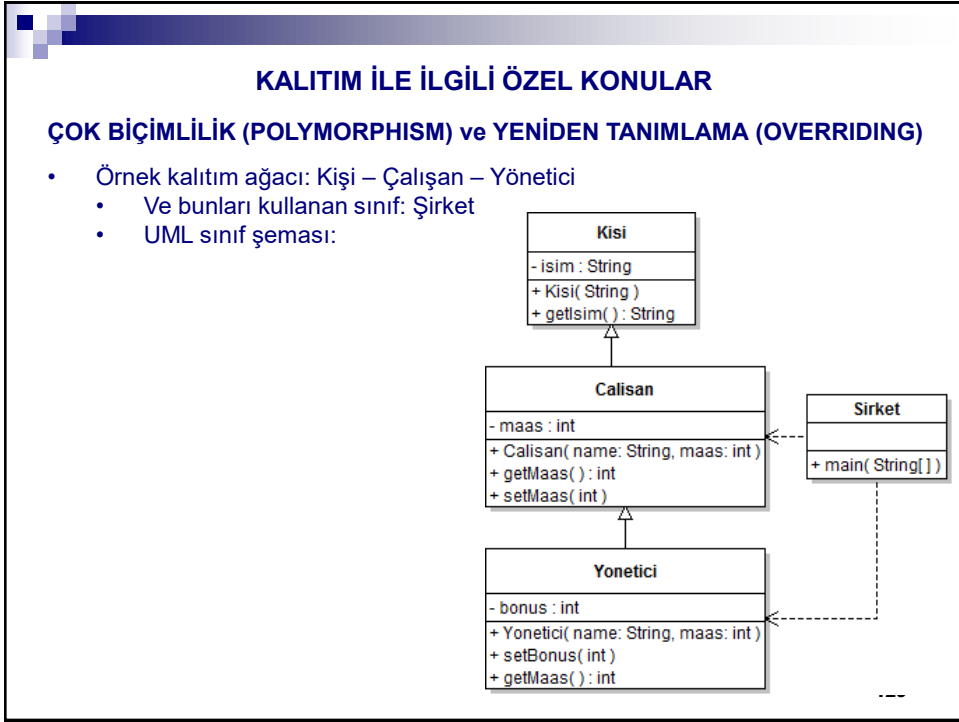 KALITIM İLE İLGİLİ ÖZEL KONULAR
ÇOK BİÇİMLİLİK (POLYMORPHISM) ve YENİDEN TANIMLAMA (OVERRIDING)
• Örnek kalıtım ağacı: Kişi – Çalışan – Yönetici
• Ve bunları kullanan sınıf: Şirket
• UML sınıf şeması:
Kisi
- isim : String
+ Kisi( String )
+ getIsim( ) : String
Calisan
- maas : int
+ Calisan( name: String, maas: int )
+ getMaas( ) : int
+ setMaas( int )
Sirket
+ main( String[ ] )
Yonetici
- bonus : int
+ Yonetici( name: String, maas: int )
+ setBonus( int )
+ getMaas( ) : int